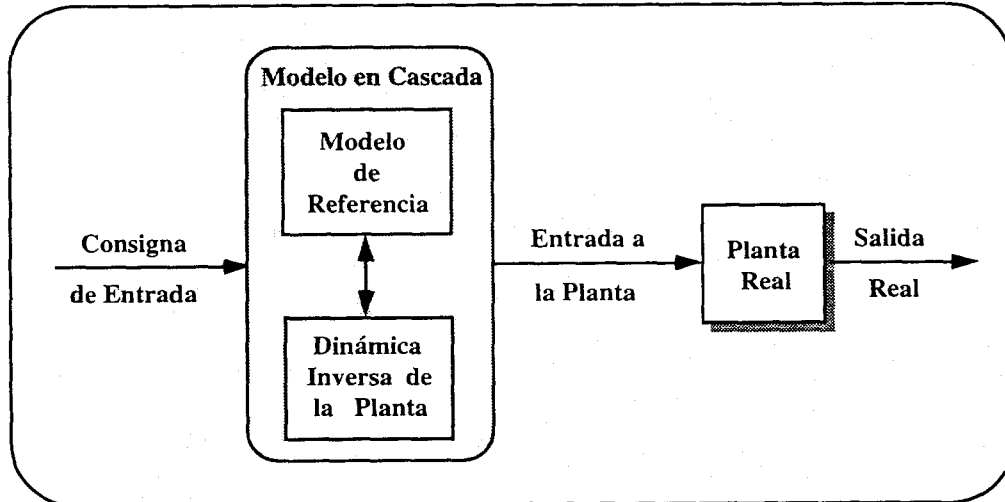 Modelo en Cascada
Modelo
de
Referencia
Consigna
de Entrada
Dinámica
Inversa de
la Planta
Entrada a
la Planta
Planta
Real
Salida
Real